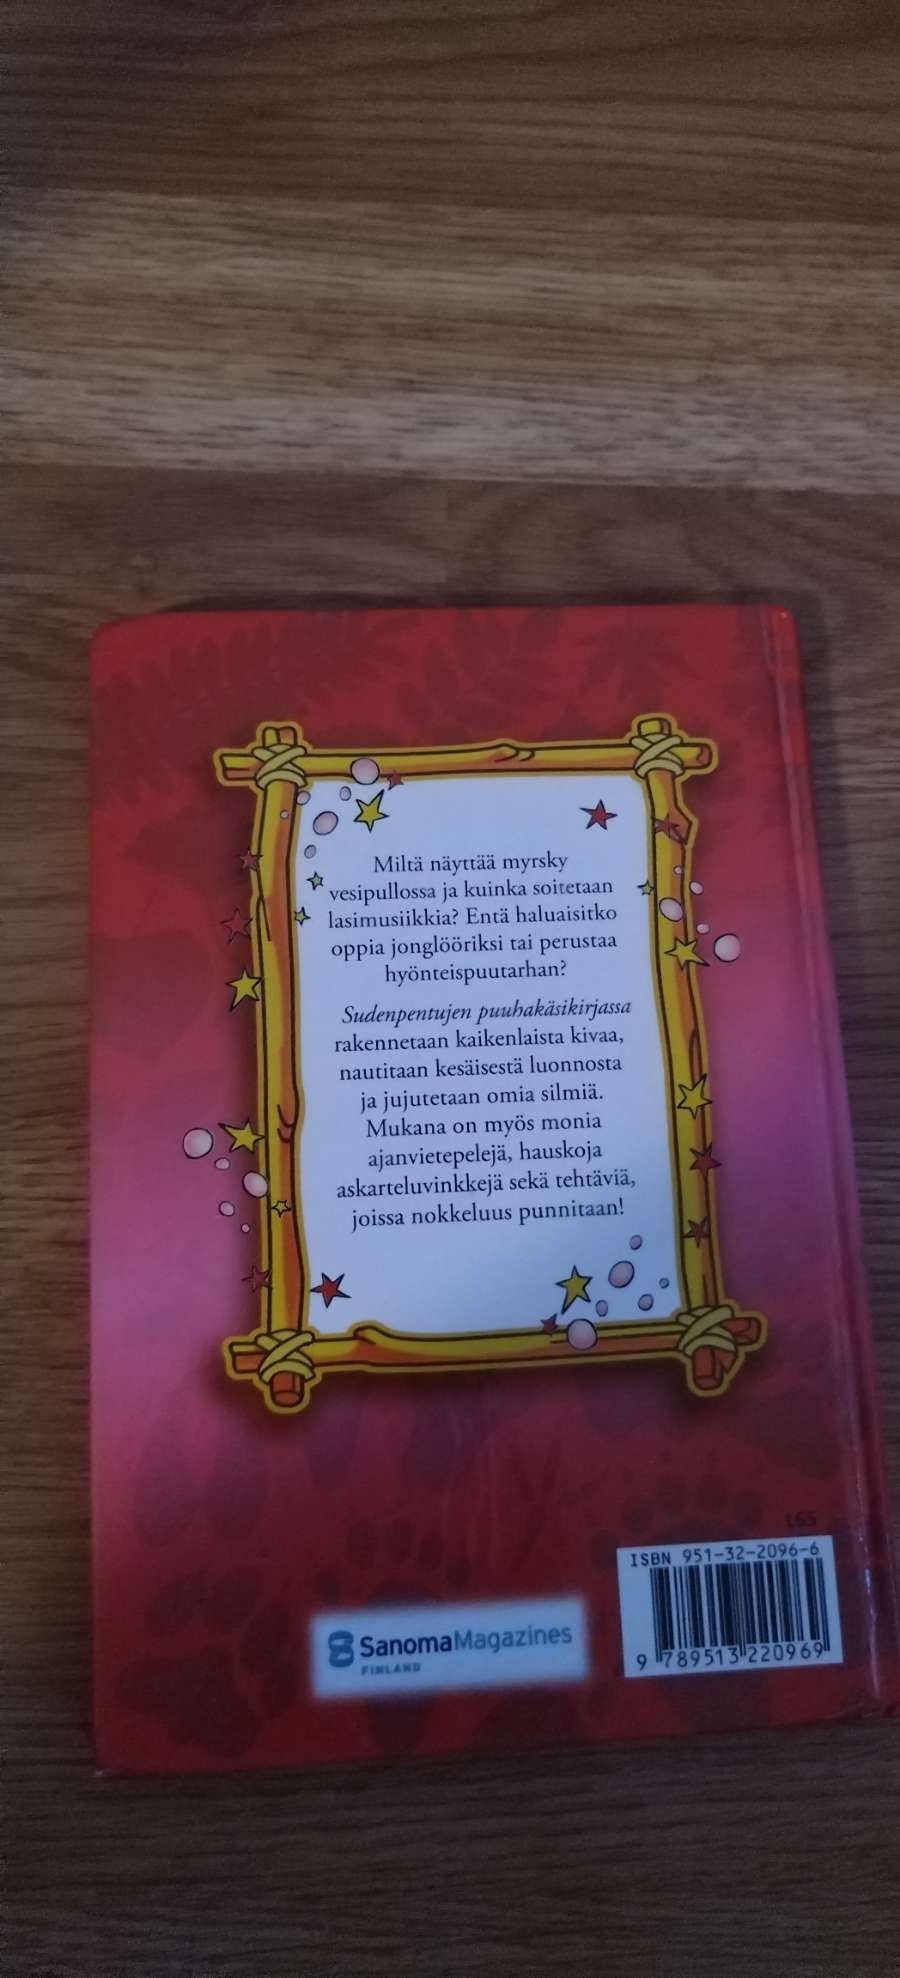 Miltä näyttää myrsky
vesipullossa ja kuinka soitetaan
lasimusiikkia? Entä haluaisitko
oppia jonglööriksi tai perustaa
hyönteispuutarhan?
Sudenpentujen puuhakäsikirjassa
rakennetaan kaikenlaista kivaa,
nautitaan kesäisestä luonnosta
ja jujutetaan omia silmiä.
Mukana on myös monia
ajanvietepelejä, hauskoja
askarteluvinkkejä sekä tehtäviä,
joissa nokkeluus punnitaan!
ISBN 951-32-2096-6
9 789513 220969
SanomaMagazines
FINLAND